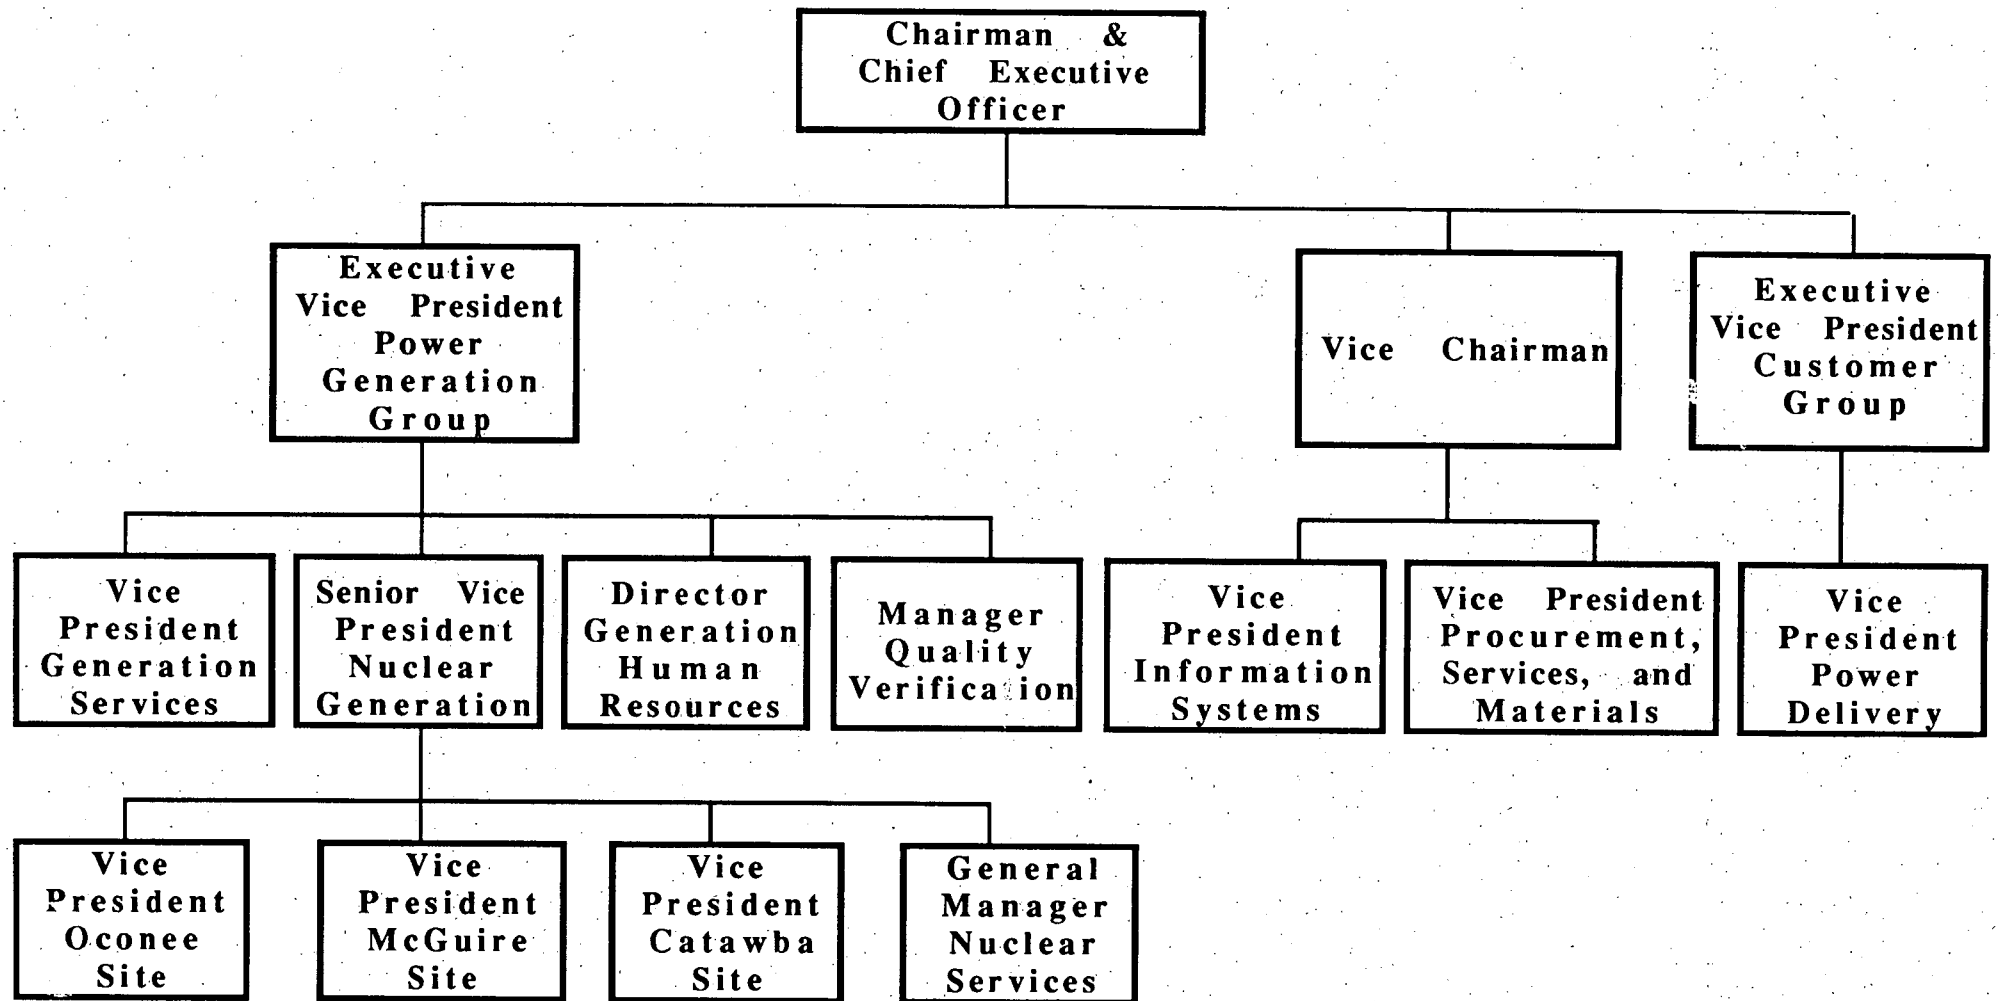 Chairman &
Chief Executive
Officer
Executive
Vice President
Power
Generation
Group
Vice Chairman
Executive
Vice President
Customer
Group
Vice
President
Generation
Services
Senior Vice
President
Nuclear
Generation
Director
Generation
Human
Resources
Manager
Quality
Verification
Vice
President
Information
Systems
Vice President
Procurement,
Services, and
Materials
Vice
President
Power
Delivery
Vice
President
Oconee
Site
Vice
President
McGuire
Site
Vice
President
Catawba
Site
General
Manager
Nuclear
Services